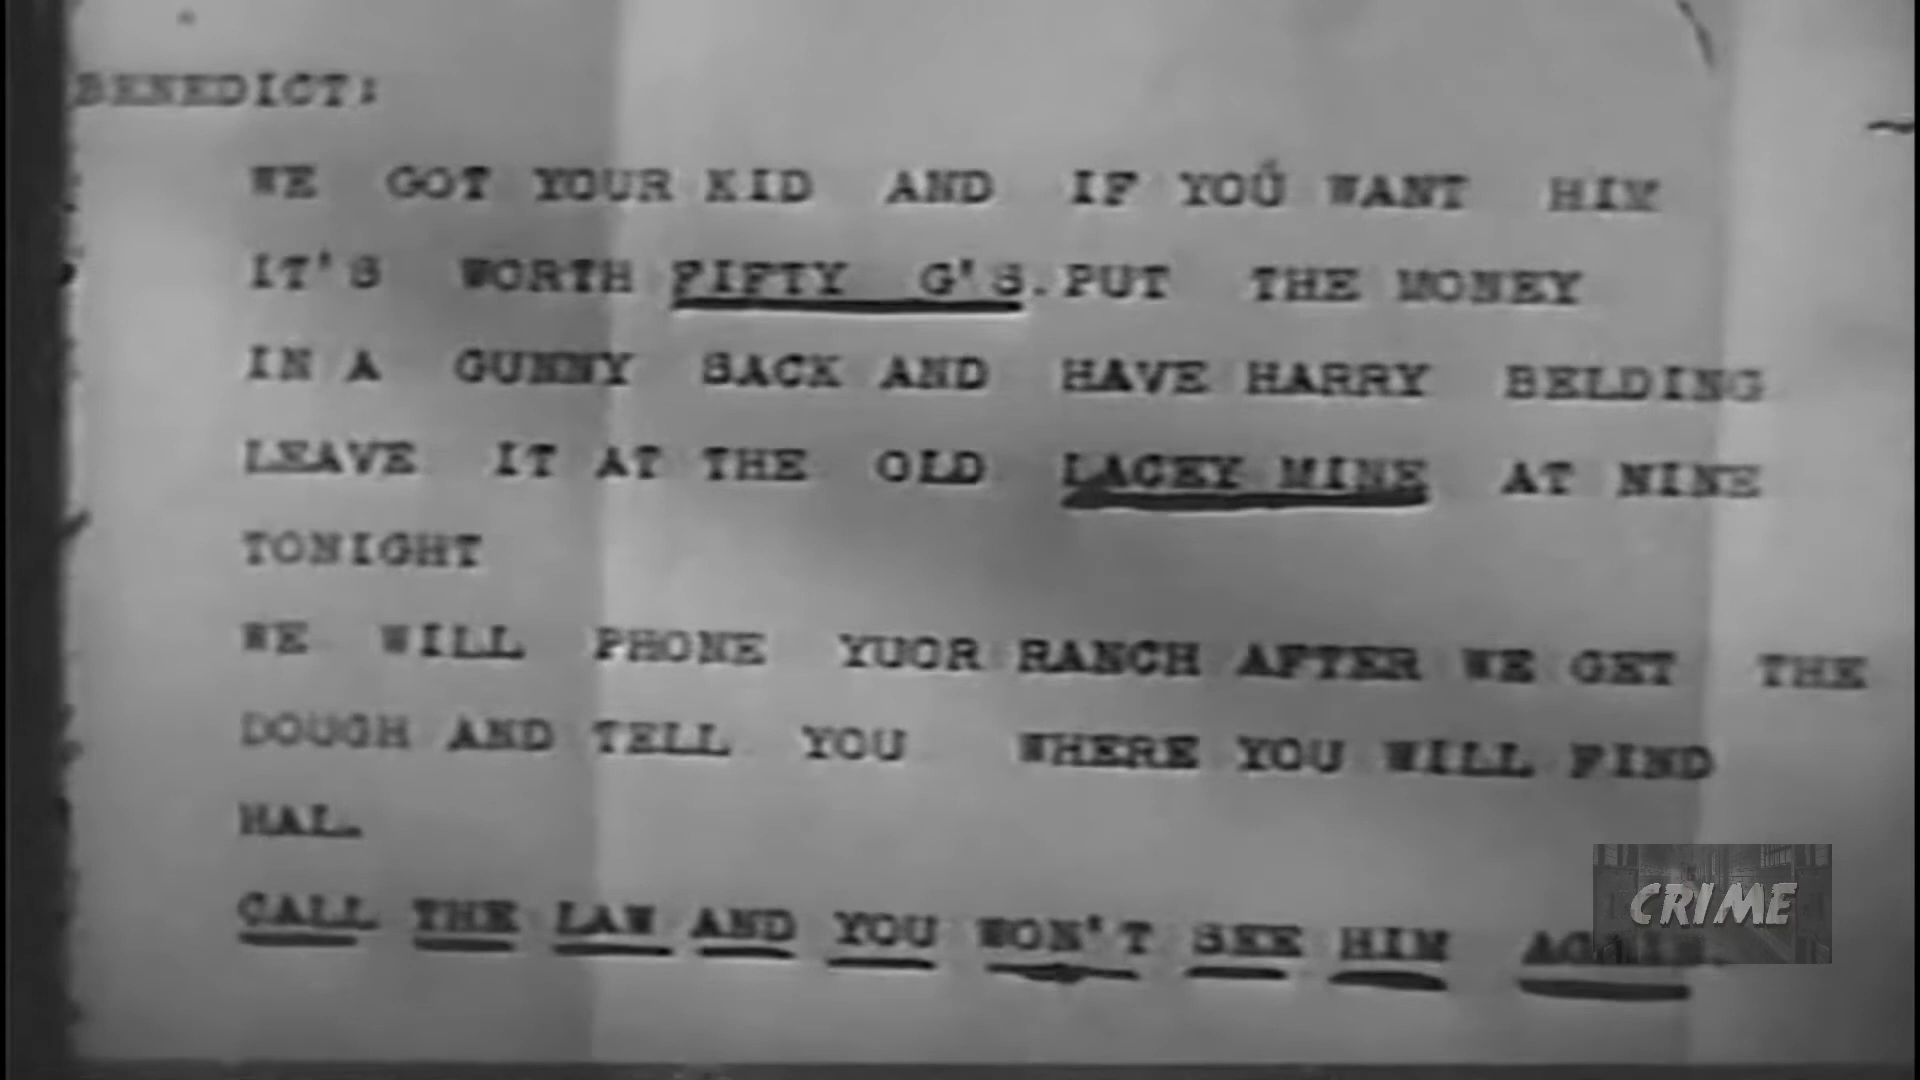 BENEDICT:
WE GOT YOUR KID AND IF YOU WANT HIM
IT'S WORTH FIFTY G'S.PUT THE MONEY
IN A GUNNY SACK AND HAVE HARRY BELDING
LEAVE IT AT THE OLD LACEY MINE AT NINE
TONIGHT
WE WILL PHONE YUOR RANCH AFTER WE GET THE
DOUGH AND TELL YOU WHERE YOU WILL FIND
HAL.
CALL THE LAW AND YOU WON'T SEE HIM AGAIN.
CRIME